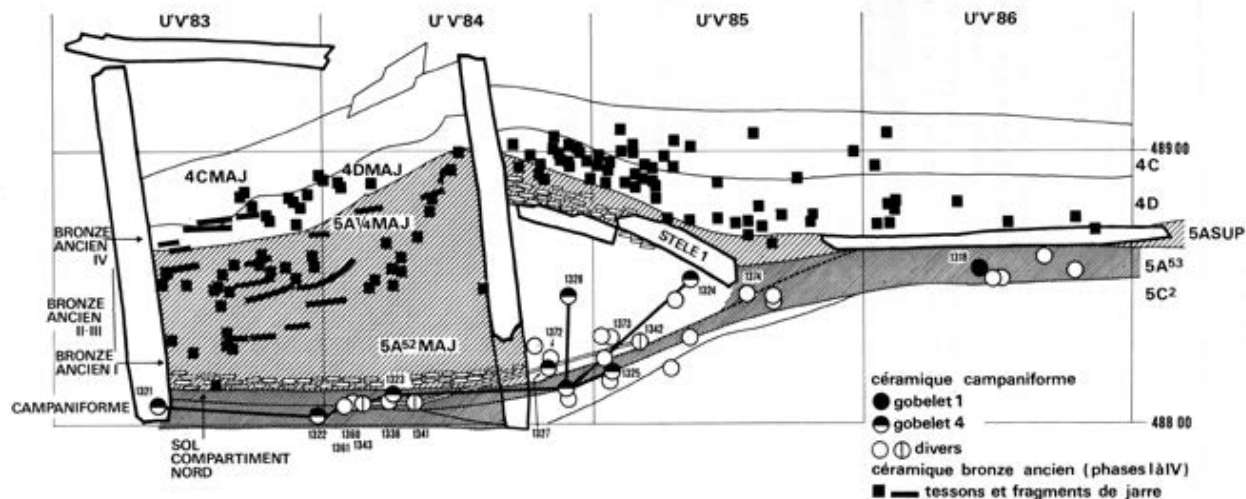 U'V'83 U'V'84 U'V'85 U'V'86
489 00
4CMAJ 4DMAJ 4C
4D
BRONZE
ANCIEN
IV
5A¼MAJ
STELE 1
5ASUP
1318
5A53
BRONZE
ANCIEN
II-III
1328
1324
1374
5C2
1372
1373
1342
BRONZE
ANCIEN I
5A52MAJ
1321
1323
1325
CAMPANIFORME
1322
1360
1361
1343
1338
1341
1327
488 00
SOL
COMPARTIMENT
NORD
céramique campaniforme
gobelet 1
gobelet 4
divers
céramique bronze ancien (phases I à IV)
tessons et fragments de jarre